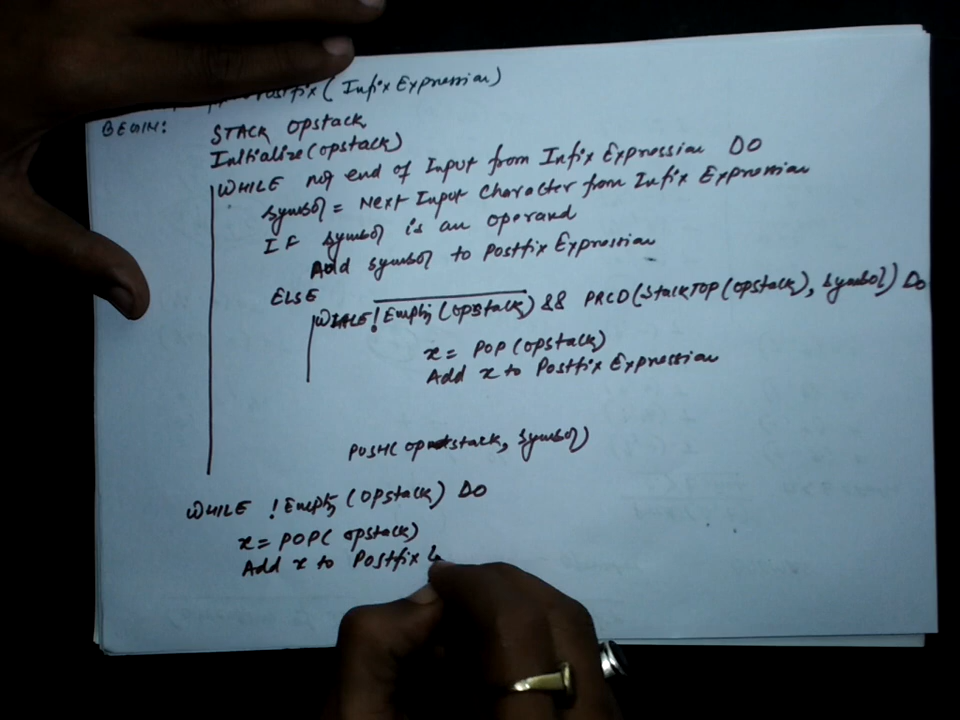 Postfix ( Infix Expression)
BEGIN: STACK opstack
Initialize(opstack)
WHILE not end of Input from Infix Expression DO
Symbol = Next Input Character from Infix Expression
IF symbol is an operand
Add symbol to Postfix Expression
ELSE
WHILE !Empty (opstack) && PRCD(StackTop(opstack), symbol) Do
x = POP (opstack)
Add x to Postfix Expression
PUSH( opstack, symbol)
WHILE !Empty (opstack) Do
x = POP( opstack)
Add x to Postfix